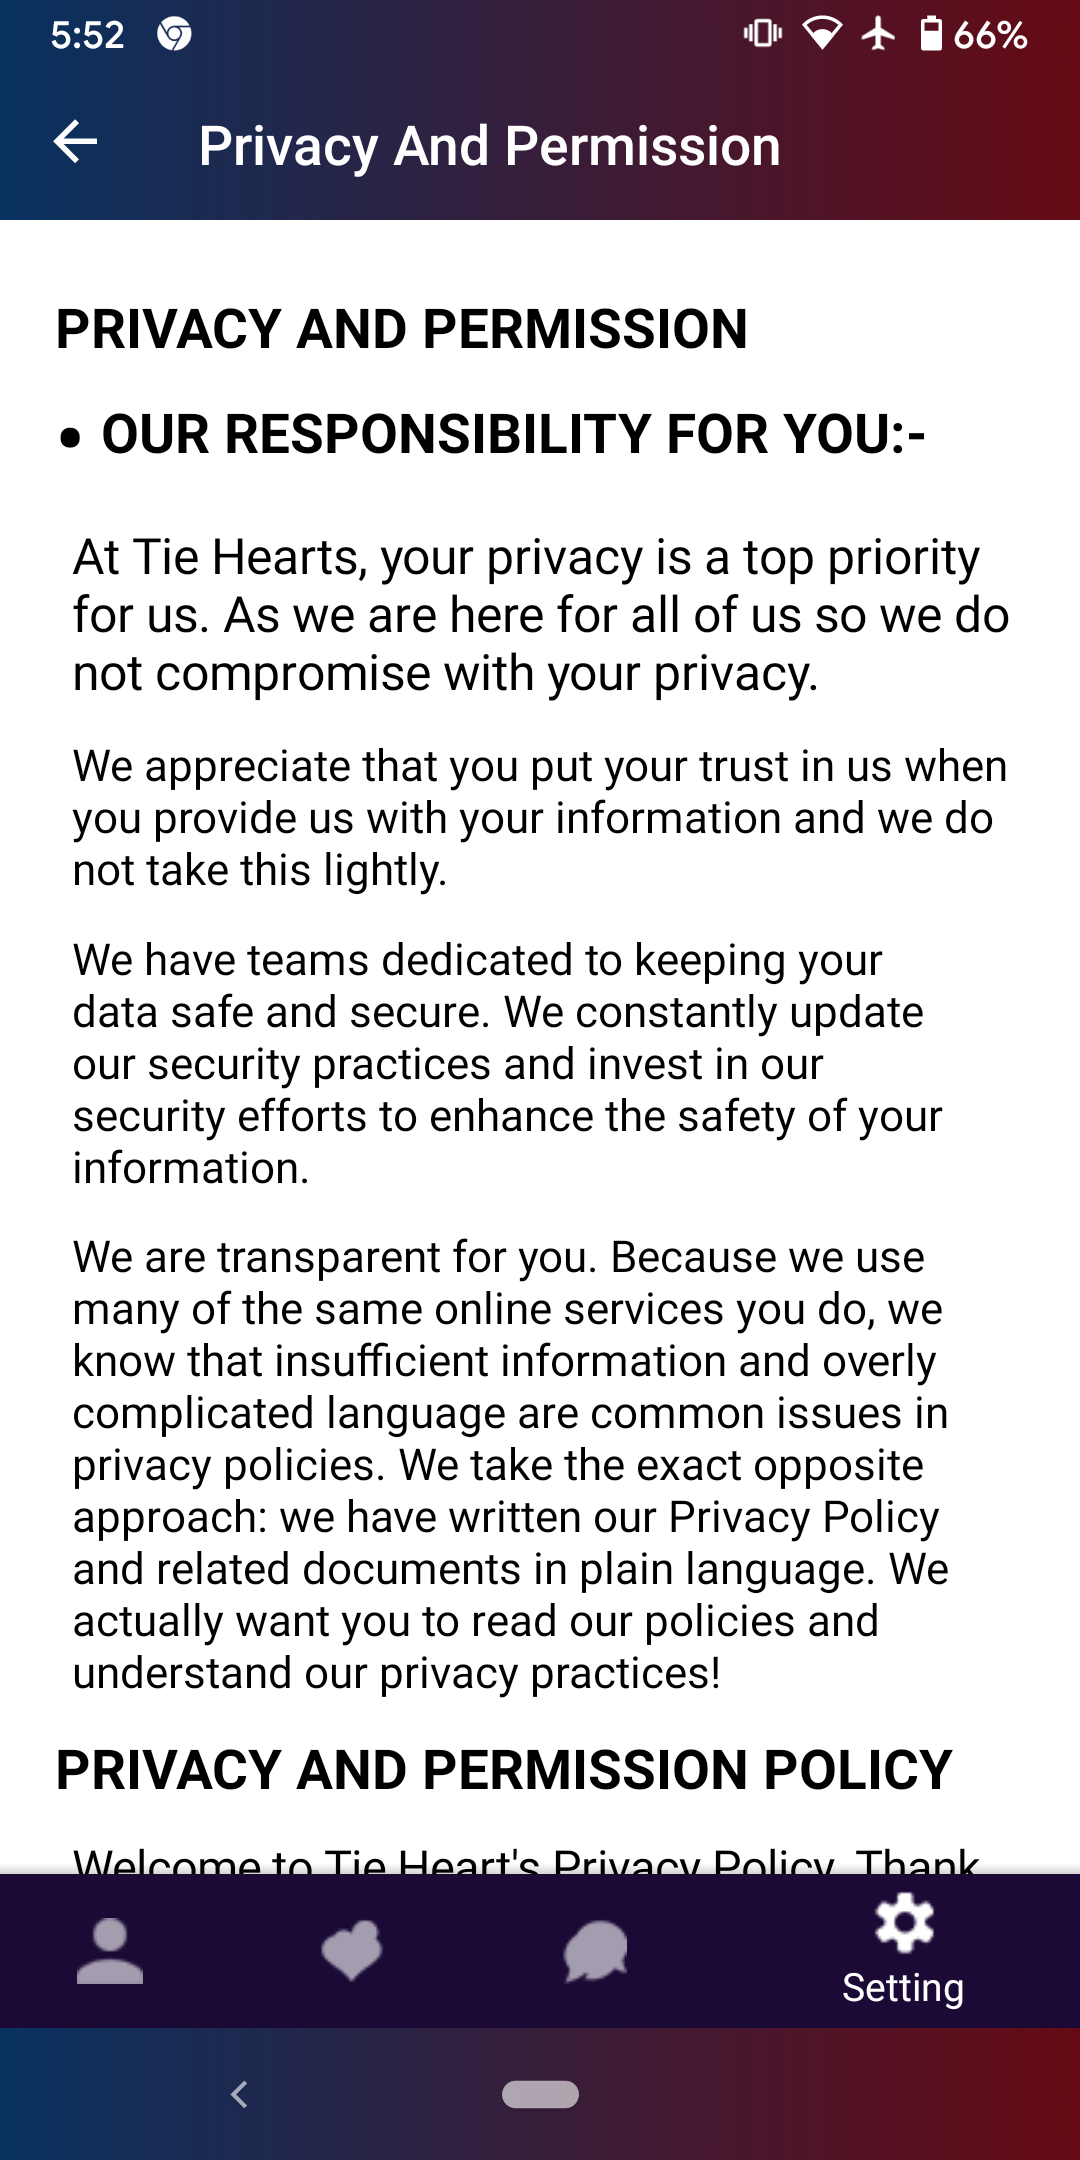 5:52
66%
Privacy And Permission
PRIVACY AND PERMISSION
• OUR RESPONSIBILITY FOR YOU:-
At Tie Hearts, your privacy is a top priority
for us. As we are here for all of us so we do
not compromise with your privacy.
We appreciate that you put your trust in us when
you provide us with your information and we do
not take this lightly.
We have teams dedicated to keeping your
data safe and secure. We constantly update
our security practices and invest in our
security efforts to enhance the safety of your
information.
We are transparent for you. Because we use
many of the same online services you do, we
know that insufficient information and overly
complicated language are common issues in
privacy policies. We take the exact opposite
approach: we have written our Privacy Policy
and related documents in plain language. We
actually want you to read our policies and
understand our privacy practices!
PRIVACY AND PERMISSION POLICY
Welcome to Tie Heart's Privacy Policy. Thank
Setting